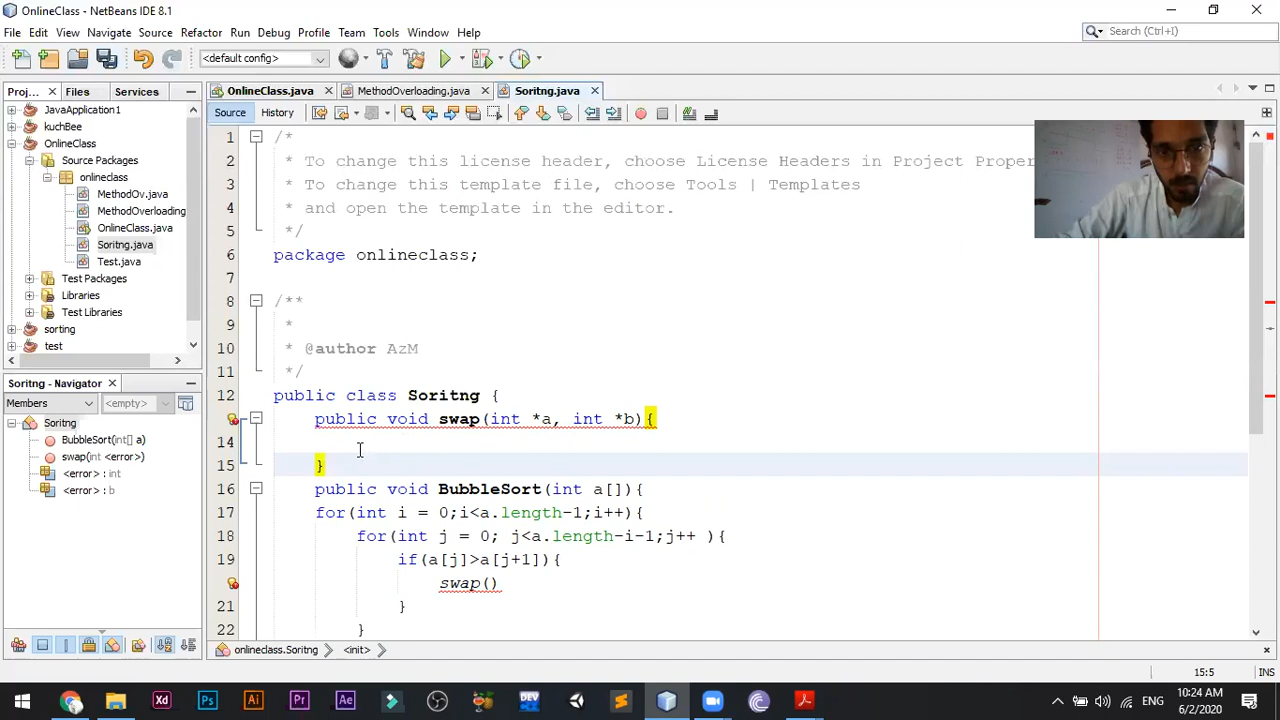 OnlineClass - NetBeans IDE 8.1
File Edit View Navigate Source Refactor Run Debug Profile Team Tools Window Help
Search (Ctrl+I)
<default config>
Proj... Files Services
OnlineClass.java MethodOverloading.java Soritng.java
Source History
JavaApplication1
kuchBee
OnlineClass
Source Packages
onlineclass
MethodOv.java
MethodOverloading
OnlineClass.java
Soritng.java
Test.java
Test Packages
Libraries
Test Libraries
sorting
test
Soritng - Navigator
Members <empty>
Soritng
BubbleSort(int[] a)
swap(int <error>)
<error> : int
<error> : b
1 /*
2 * To change this license header, choose License Headers in Project Proper
3 * To change this template file, choose Tools | Templates
4 * and open the template in the editor.
5 */
6 package onlineclass;
7
8 /**
9 *
10 * @author AzM
11 */
12 public class Soritng {
public void swap(int *a, int *b){
14
15 }
16 public void BubbleSort(int a[]){
17 for(int i = 0;i<a.length-1;i++){
18 for(int j = 0; j<a.length-i-1;j++ ){
19 if(a[j]>a[j+1]){
swap()
21 }
22 }
onlineclass.Soritng <init>
15:5 INS
Xd Ps Ai Pr Ae DEV
ENG
10:24 AM
6/2/2020